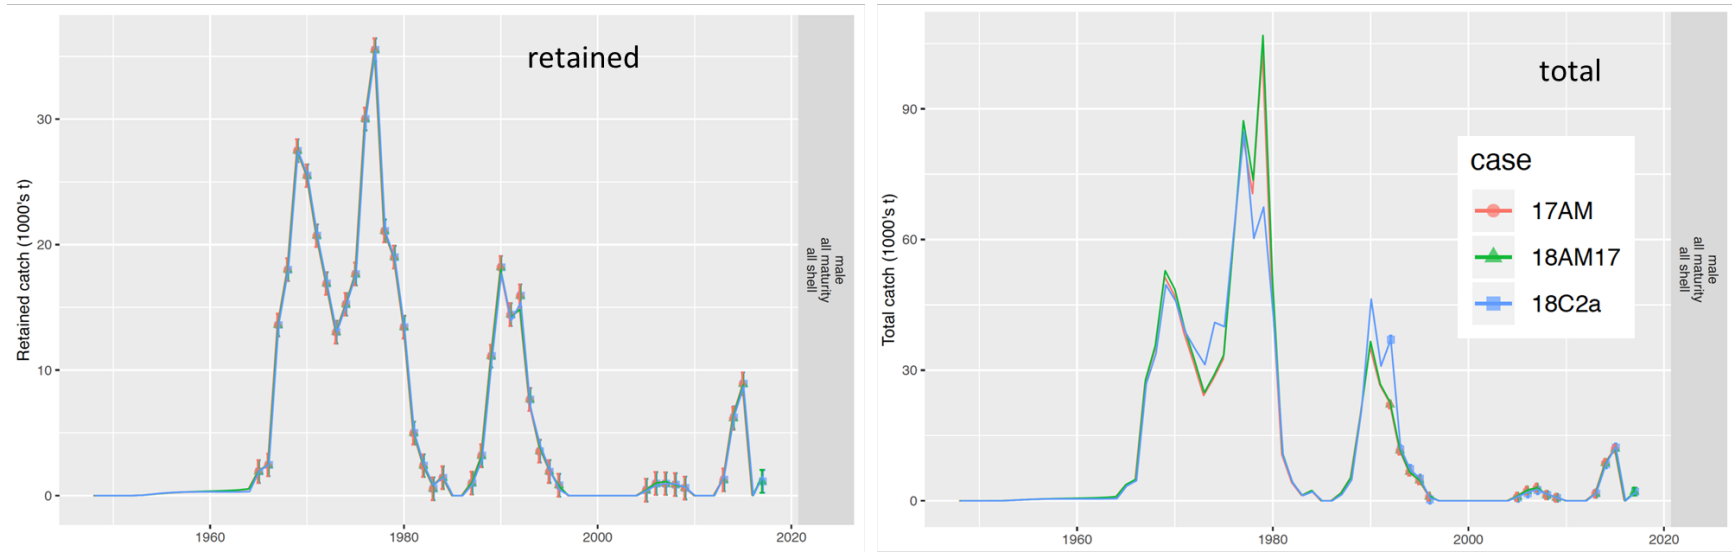 retained
Retained catch (1000's t)
30
20
10
0
1960
1980
2000
2020
male
all maturity
all shell
total
Total catch (1000's t)
90
60
30
0
1960
1980
2000
2020
male
all maturity
all shell
case
17AM
18AM17
18C2a